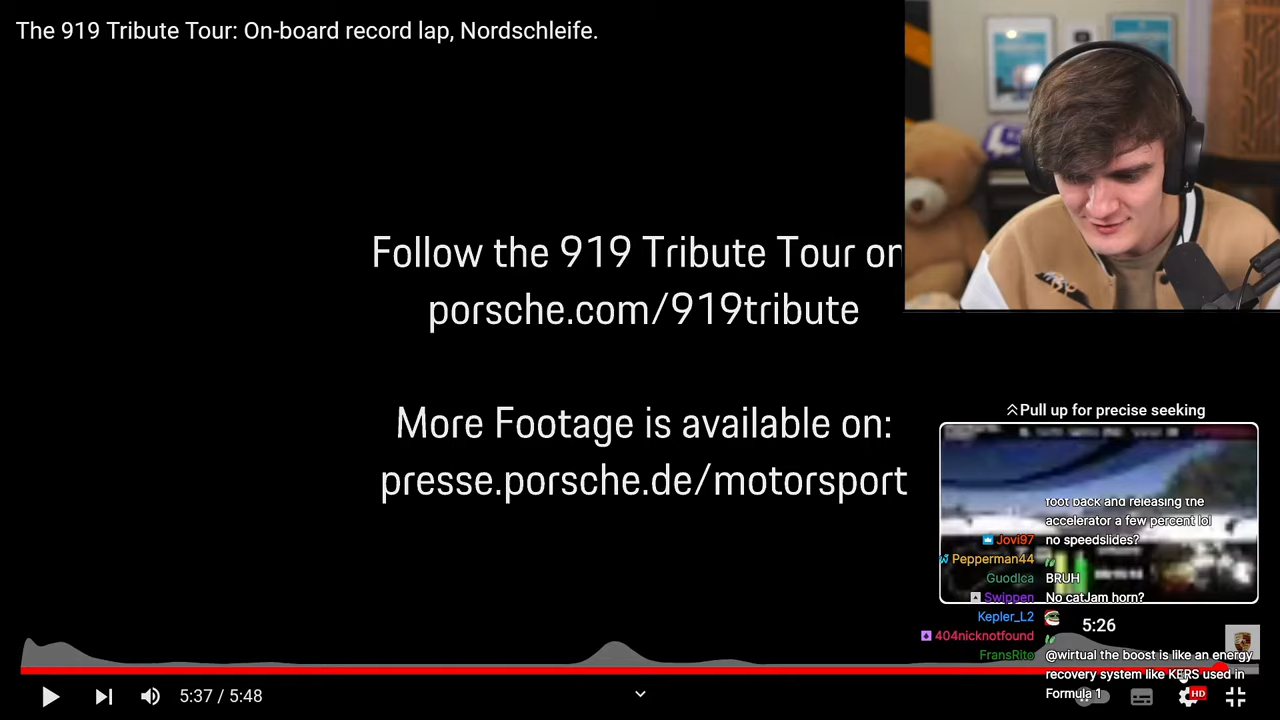 The 919 Tribute Tour: On-board record lap, Nordschleife.
Follow the 919 Tribute Tour on
porsche.com/919tribute
More Footage is available on:
presse.porsche.de/motorsport
Pull up for precise seeking
foot back and releasing the
accelerator a few percent lol
Jovi97 no speedslides?
Pepperman44
Guodlca BRUH
Swippen No catJam horn?
Kepler_L2
5:26
404nicknotfound
FransRito @wirtual the boost is like an energy
recovery system like KERS used in
Formula 1
5:37 / 5:48
HD